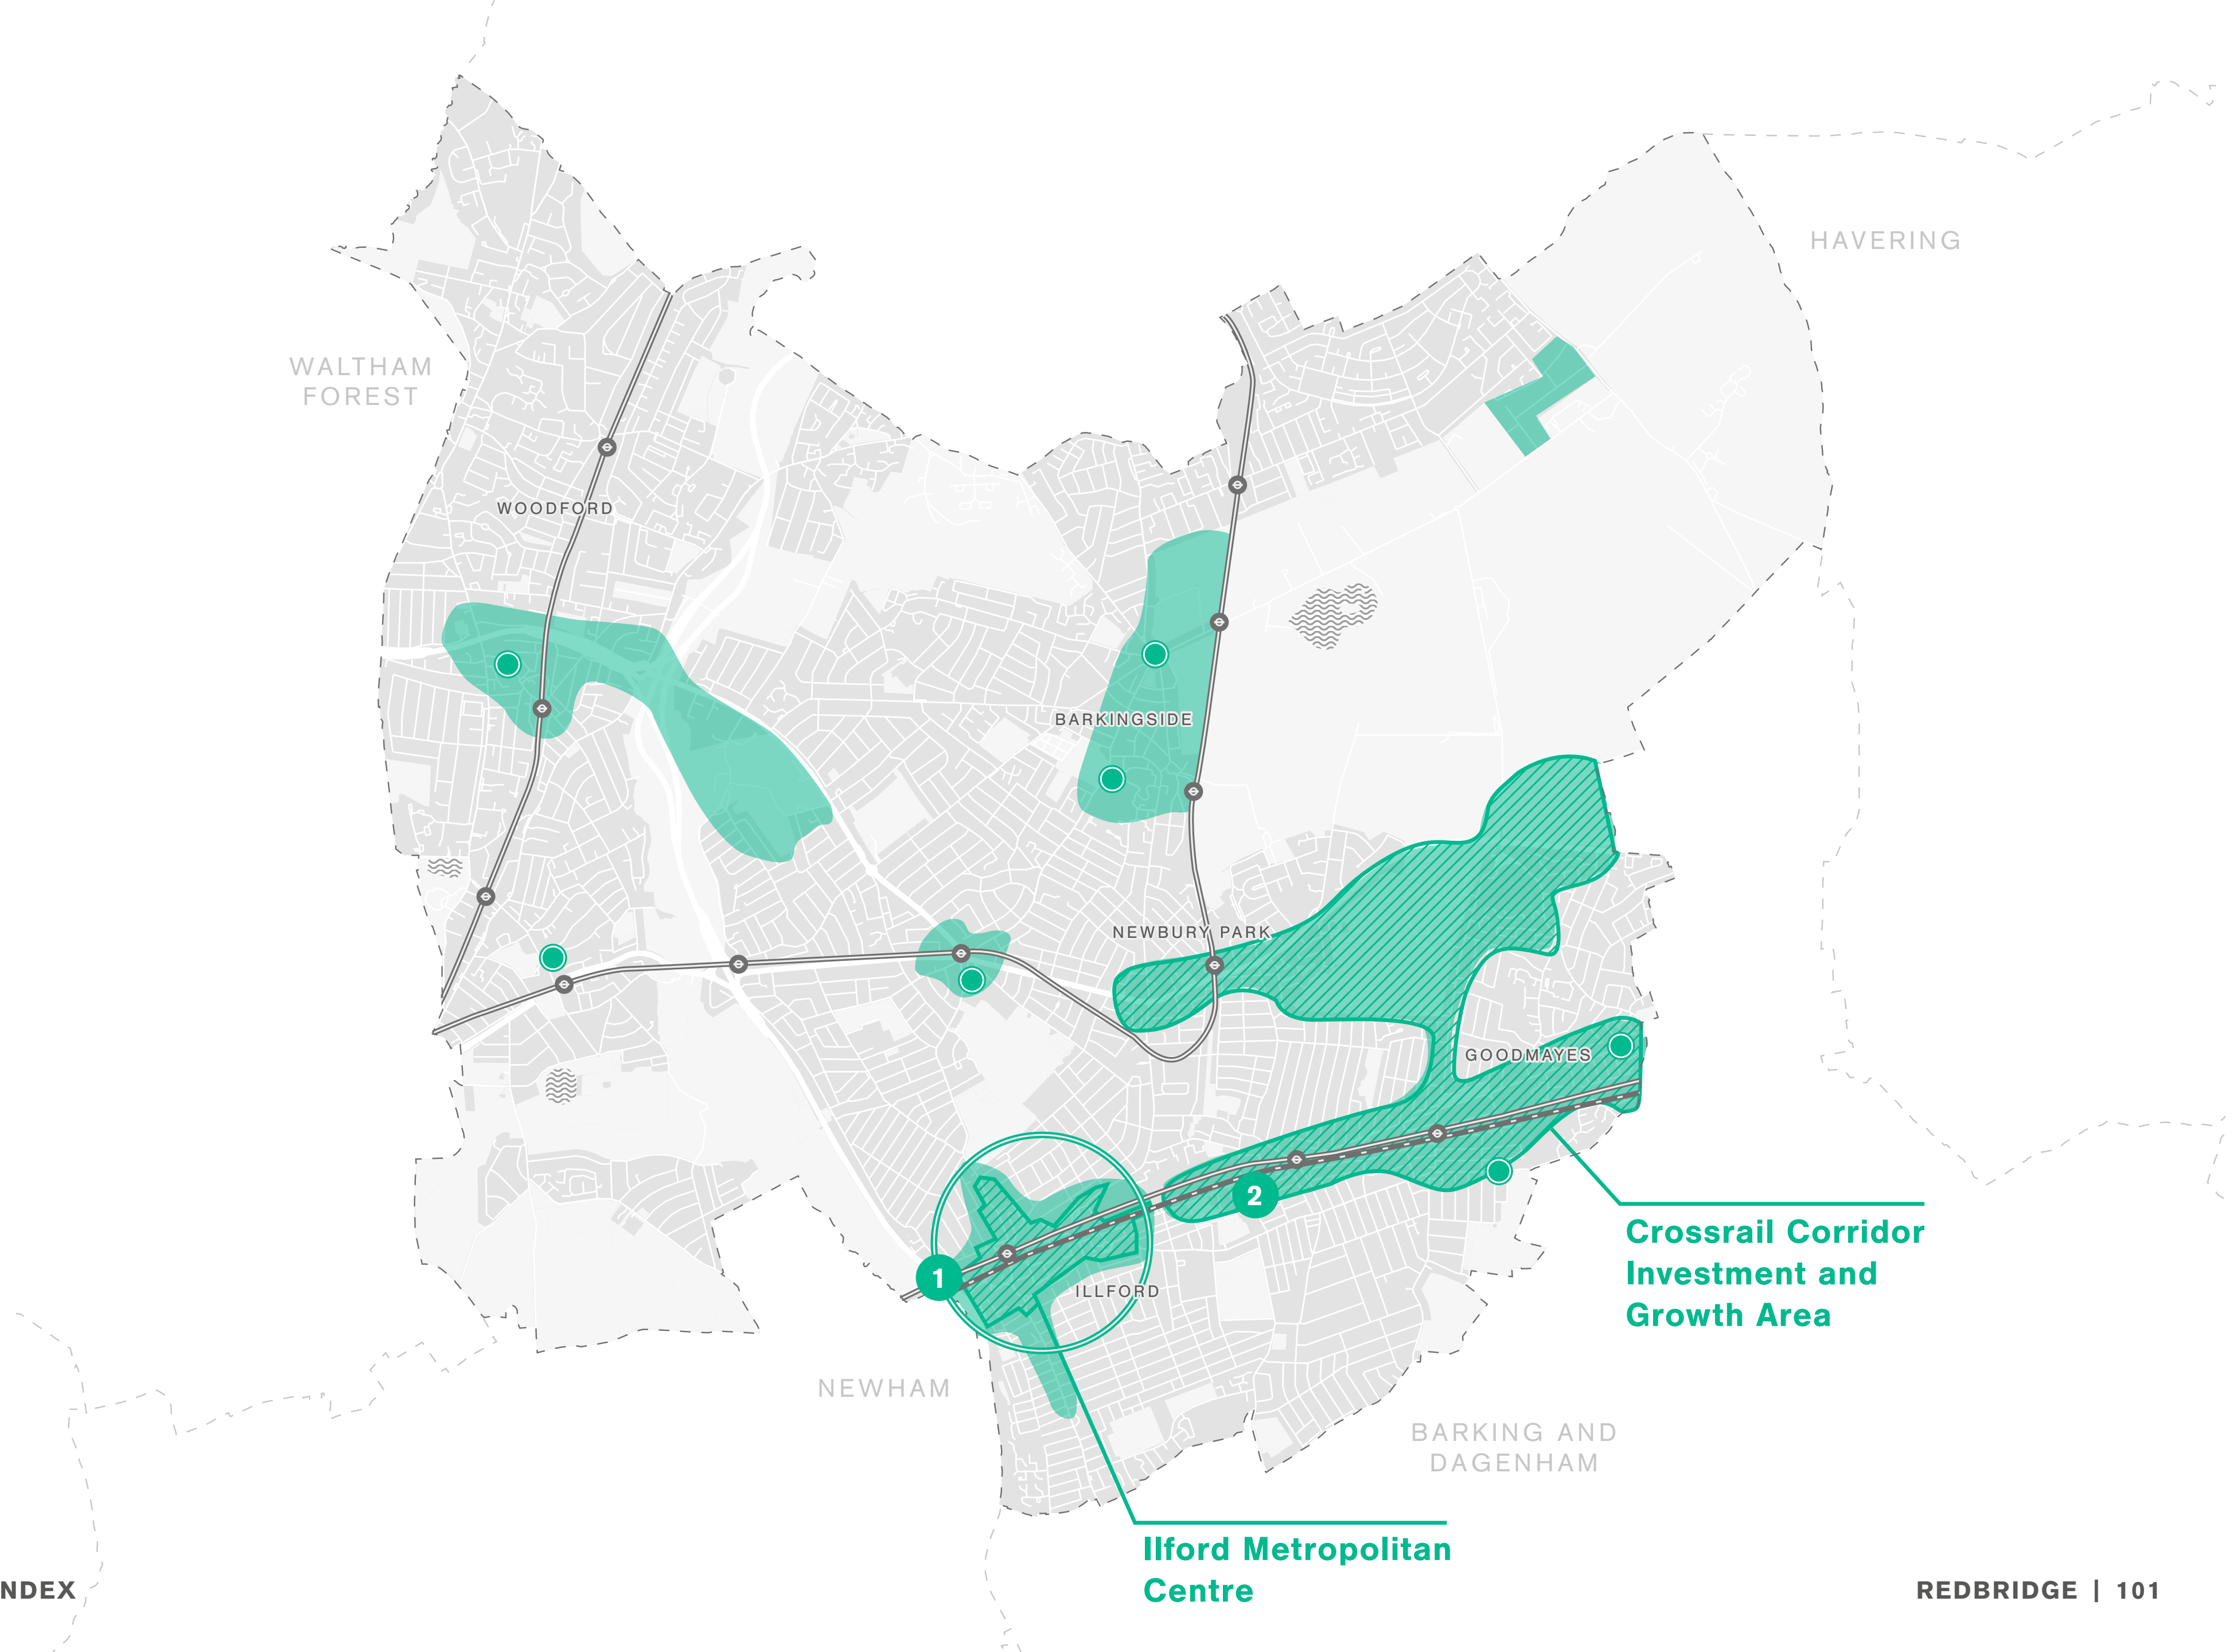 HAVERING
WALTHAM
FOREST
WOODFORD
BARKINGSIDE
NEWBURY PARK
GOODMAYES
2
Crossrail Corridor
Investment and
Growth Area
1
ILLFORD
NEWHAM
BARKING AND
DAGENHAM
Ilford Metropolitan
Centre
NDEX
REDBRIDGE | 101